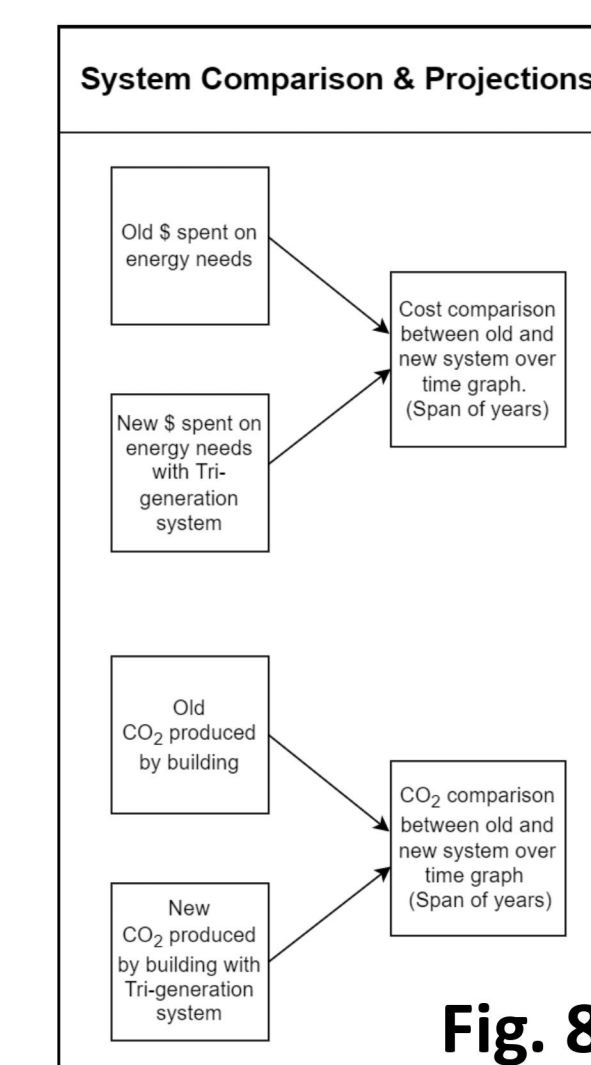 System Comparison & Projections
Old $ spent on
energy needs
Cost comparison
between old and
new system over
time graph.
(Span of years)
New $ spent on
energy needs
with Tri-
generation
system
Old
CO₂ produced
by building
CO₂ comparison
between old and
new system over
time graph
(Span of years)
New
CO₂ produced
by building with
Tri-generation
system
Fig. 8